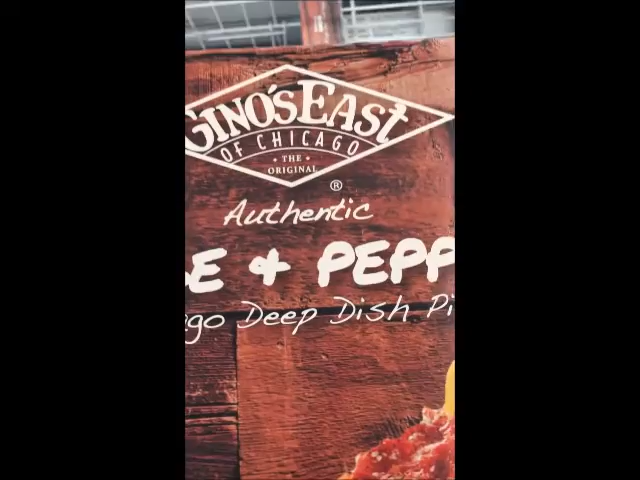 GINO'S EAST
OF CHICAGO
• THE •
ORIGINAL
®
Authentic
E & PEPP
go Deep Dish Pi